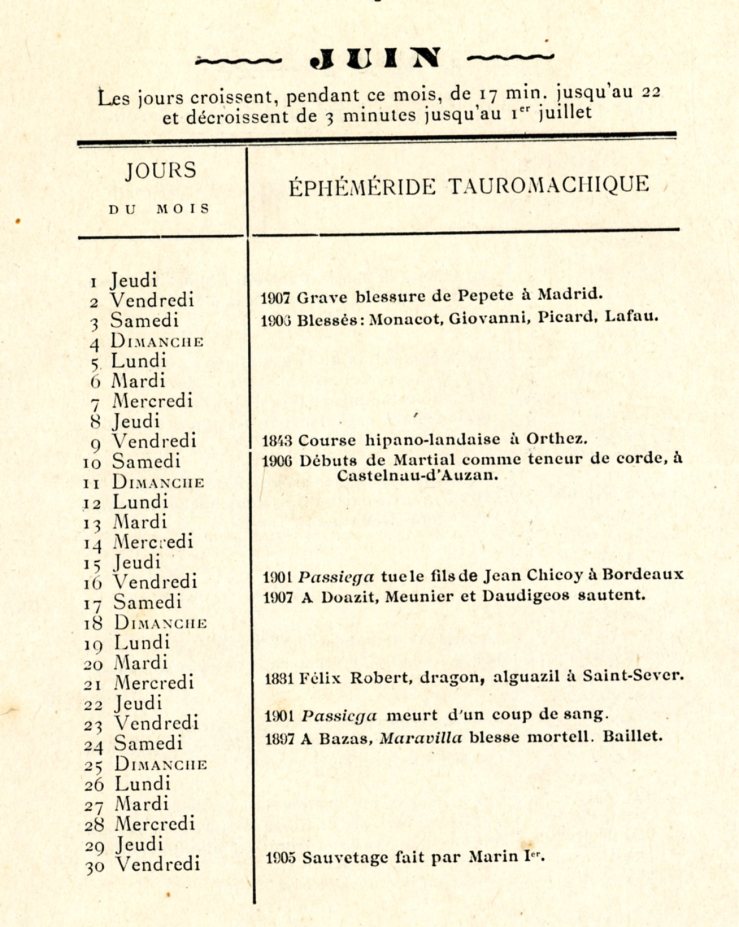 JUIN
Les jours croissent, pendant ce mois, de 17 min. jusqu'au 22
et décroissent de 3 minutes jusqu'au 1er juillet
JOURS
DU MOIS
ÉPHÉMÉRIDE TAUROMACHIQUE
1 Jeudi
2 Vendredi 1907 Grave blessure de Pepete à Madrid.
3 Samedi 1906 Blessés: Monacot, Giovanni, Picard, Lafau.
4 DIMANCHE
5 Lundi
6 Mardi
7 Mercredi
8 Jeudi
9 Vendredi 1843 Course hipano-landaise à Orthez.
10 Samedi 1906 Débuts de Martial comme teneur de corde, à
11 DIMANCHE Castelnau-d'Auzan.
12 Lundi
13 Mardi
14 Mercredi
15 Jeudi
16 Vendredi 1901 Passiega tue le fils de Jean Chicoy à Bordeaux
17 Samedi 1907 A Doazit, Meunier et Daudigeos sautent.
18 DIMANCHE
19 Lundi
20 Mardi
21 Mercredi 1881 Félix Robert, dragon, alguazil à Saint-Sever.
22 Jeudi
23 Vendredi 1901 Passiega meurt d'un coup de sang.
24 Samedi 1897 A Bazas, Maravilla blesse mortell. Baillet.
25 DIMANCHE
26 Lundi
27 Mardi
28 Mercredi
29 Jeudi
30 Vendredi 1905 Sauvetage fait par Marin Ier.